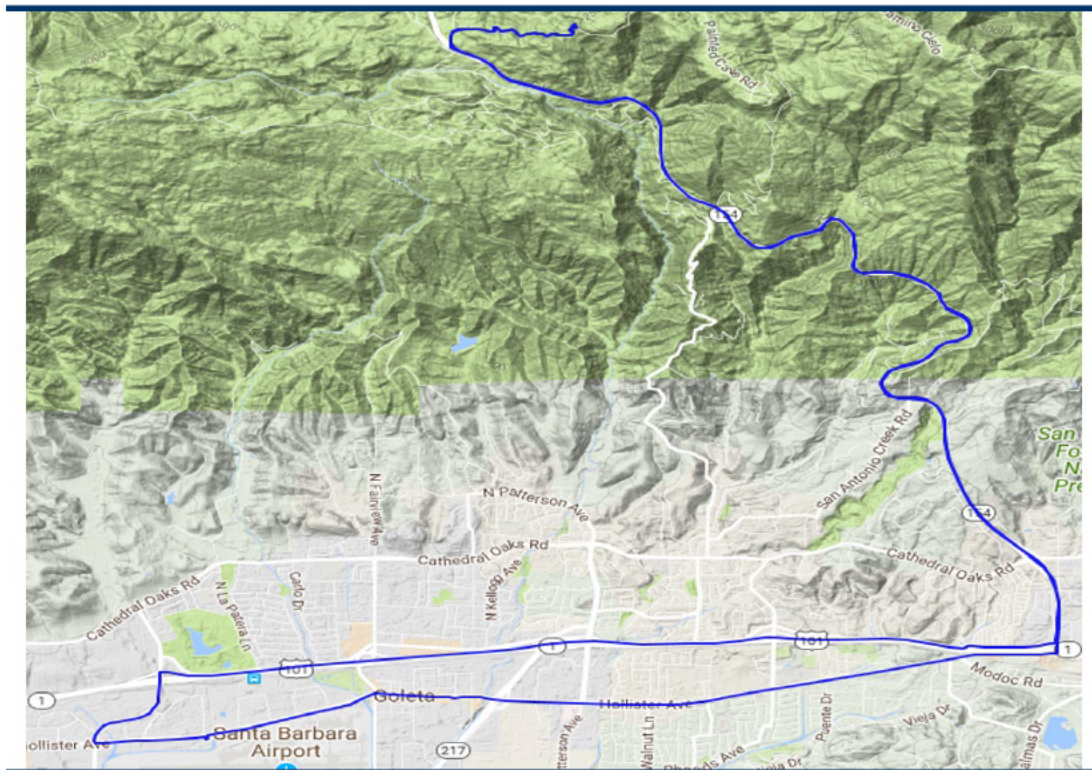 Painted Cave Rd
Camino Cielo
154
San Antonio Creek Rd
San
Fo
N
Pre
154
N Fairview Ave
N Patterson Ave
Cathedral Oaks Rd
Cathedral Oaks Rd
Cathedral Oaks Rd
N La Patera Ln
Carlo Dr
N Kellogg Ave
101
1
101
1
Modoc Rd
1
Goleta
Hollister Ave
Hollister Ave
Santa Barbara
Airport
217
Patterson Ave
Walnut Ln
Puente Dr
Vieja Dr
Palmas Dr
Rhoads Ave